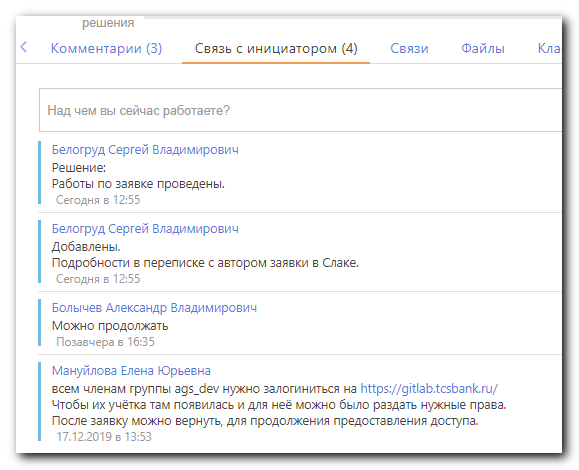 решения
Комментарии (3) Связь с инициатором (4) Связи Файлы Клас
Над чем вы сейчас работаете?
Белогруд Сергей Владимирович
Решение:
Работы по заявке проведены.
Сегодня в 12:55
Белогруд Сергей Владимирович
Добавлены.
Подробности в переписке с автором заявки в Слаке.
Сегодня в 12:55
Болычев Александр Владимирович
Можно продолжать
Позавчера в 16:35
Мануйлова Елена Юрьевна
всем членам группы ags_dev нужно залогиниться на https://gitlab.tcsbank.ru/
Чтобы их учётка там появилась и для неё можно было раздать нужные права.
После заявку можно вернуть, для продолжения предоставления доступа.
17.12.2019 в 13:53